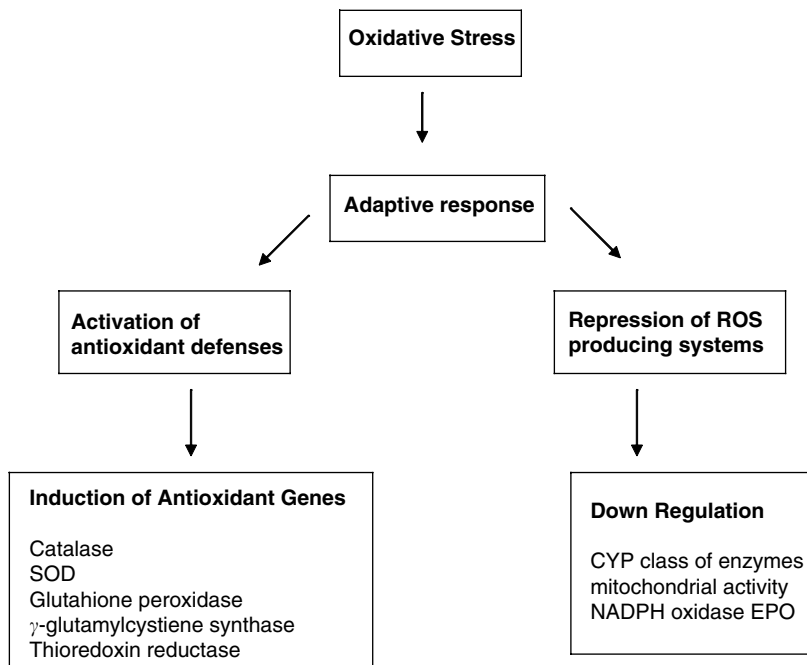 Oxidative Stress
Adaptive response
Activation of
antioxidant defenses
Repression of ROS
producing systems
Induction of Antioxidant Genes
Catalase
SOD
Glutahione peroxidase
γ-glutamylcystiene synthase
Thioredoxin reductase
Down Regulation
CYP class of enzymes
mitochondrial activity
NADPH oxidase EPO